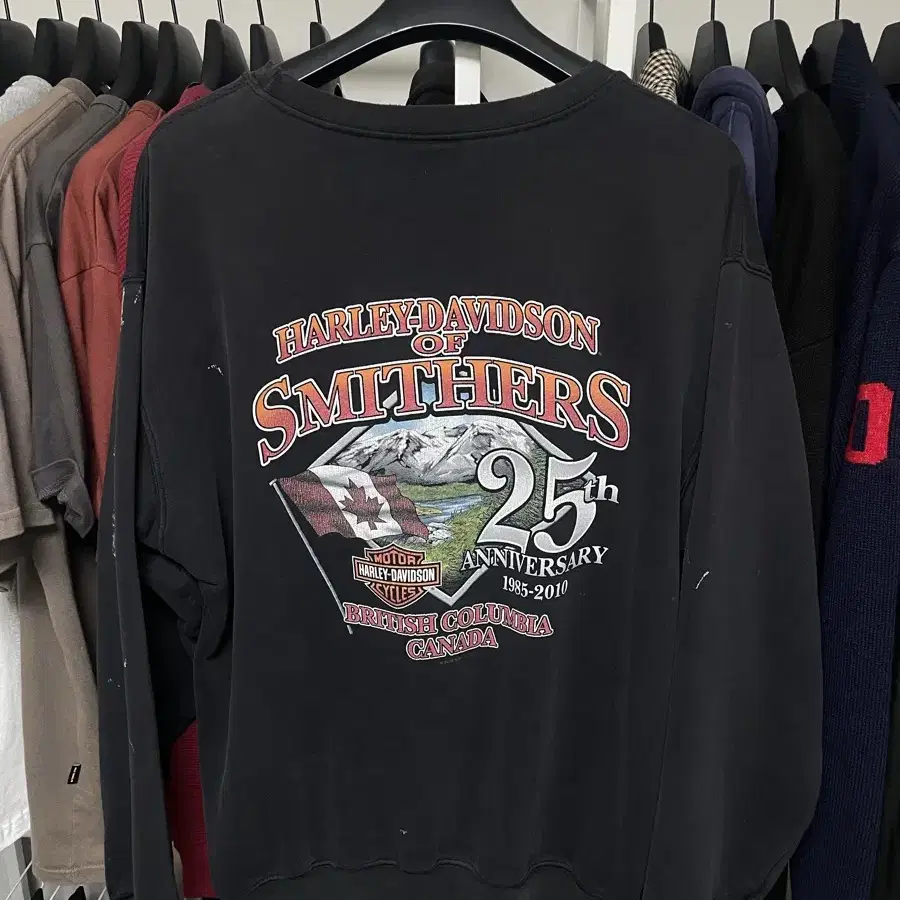 HARLEY-DAVIDSON
OF
SMITHERS
25th
ANNIVERSARY
1985-2010
MOTOR
HARLEY-DAVIDSON
CYCLES
BRITISH COLUMBIA
CANADA